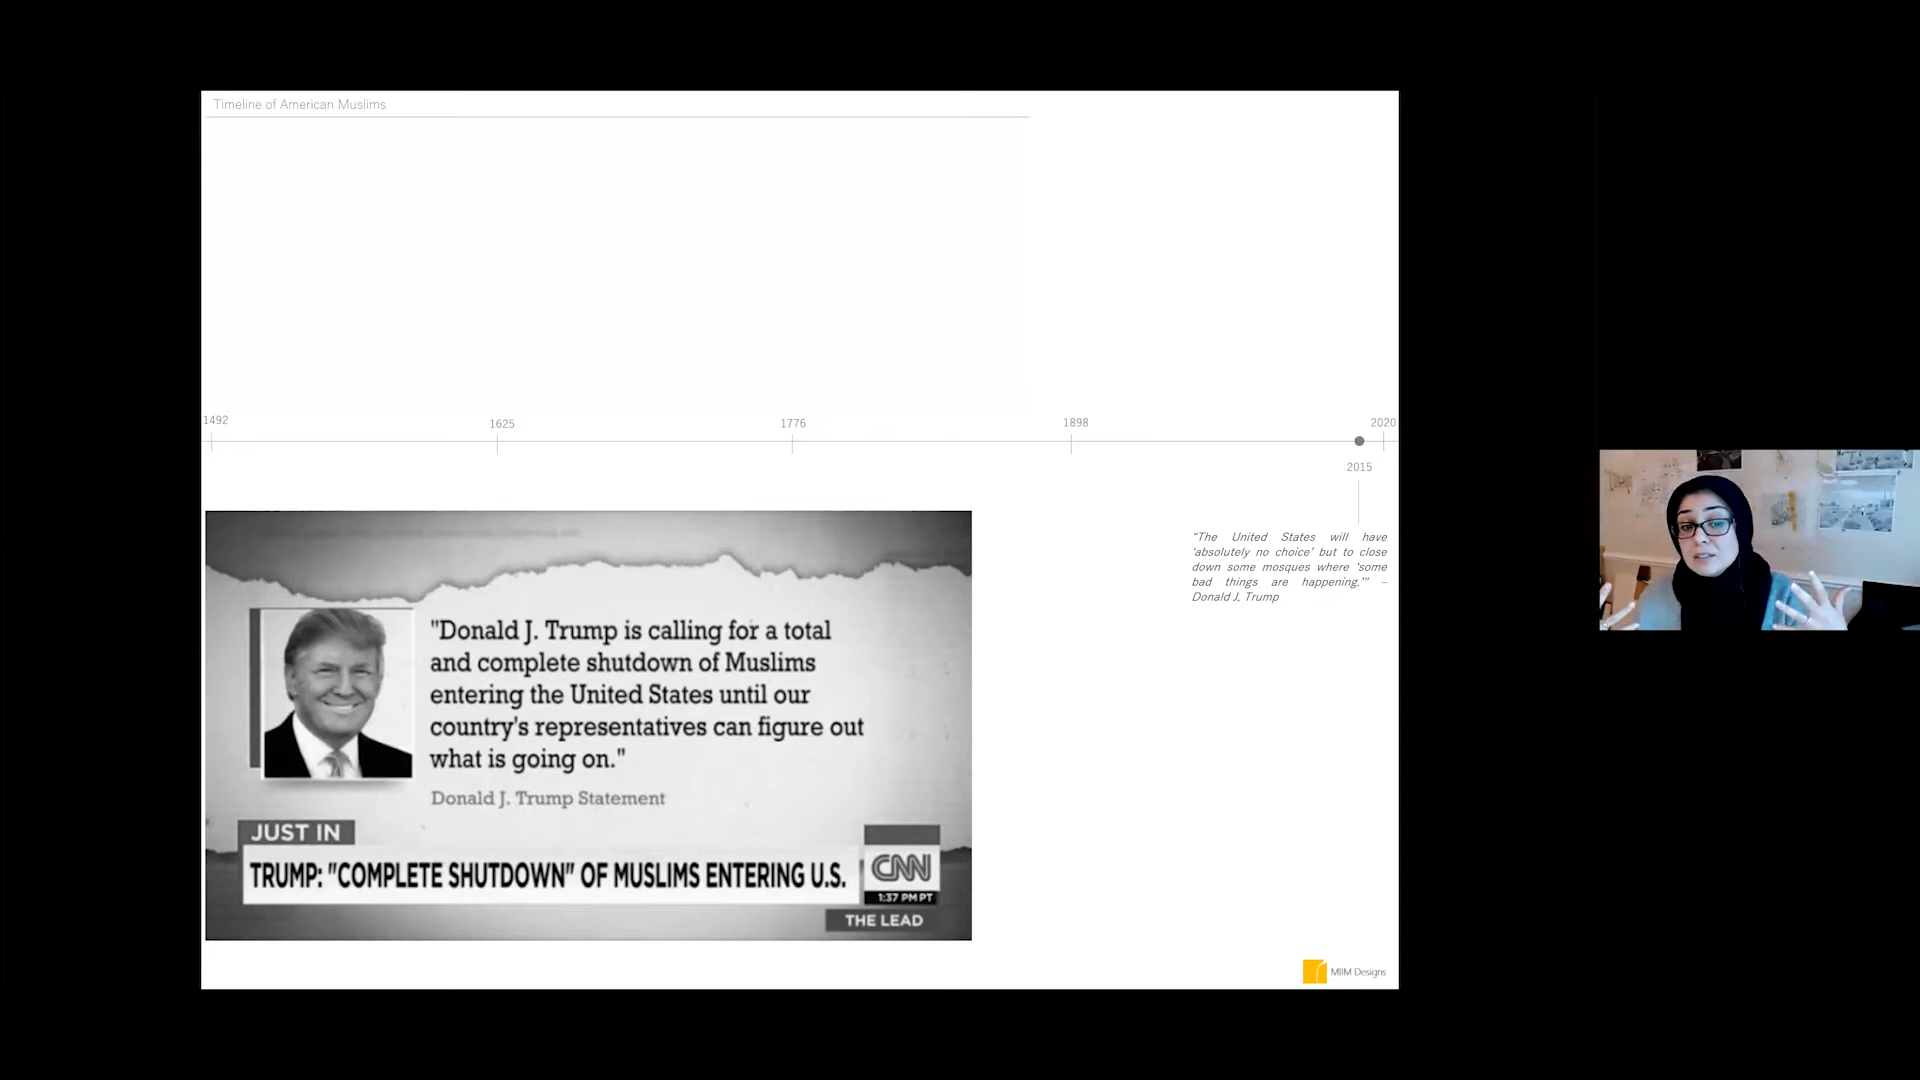 Timeline of American Muslims
1492
1625
1776
1898
2020
2015
“The United States will have
‘absolutely no choice’ but to close
down some mosques where ‘some
bad things are happening.’” –
Donald J. Trump
"Donald J. Trump is calling for a total
and complete shutdown of Muslims
entering the United States until our
country's representatives can figure out
what is going on."
Donald J. Trump Statement
JUST IN
TRUMP: "COMPLETE SHUTDOWN" OF MUSLIMS ENTERING U.S.
CNN
1:37 PM PT
THE LEAD
MIIM Designs